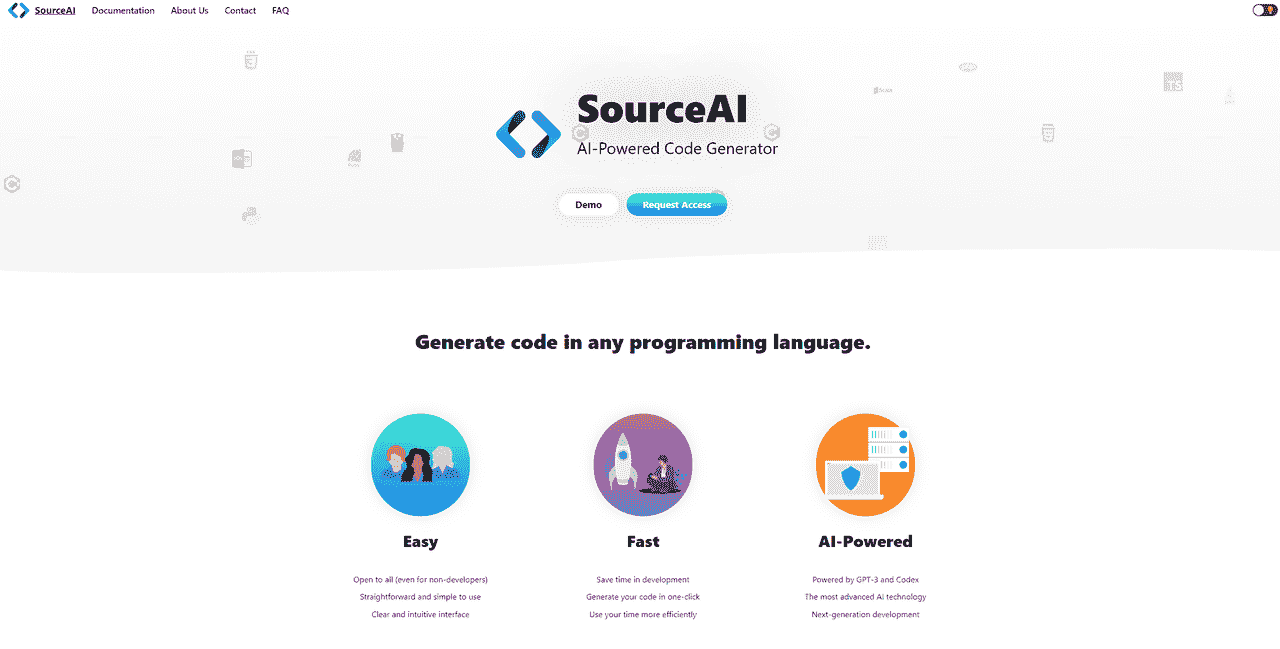 SourceAI Documentation About Us Contact FAQ
SourceAI
AI-Powered Code Generator
Demo Request Access
Generate code in any programming language.
Easy Fast AI-Powered
Open to all (even for non-developers) Save time in development Powered by GPT-3 and Codex
Straightforward and simple to use Generate your code in one-click The most advanced AI technology
Clear and intuitive interface Use your time more efficiently Next-generation development
TS